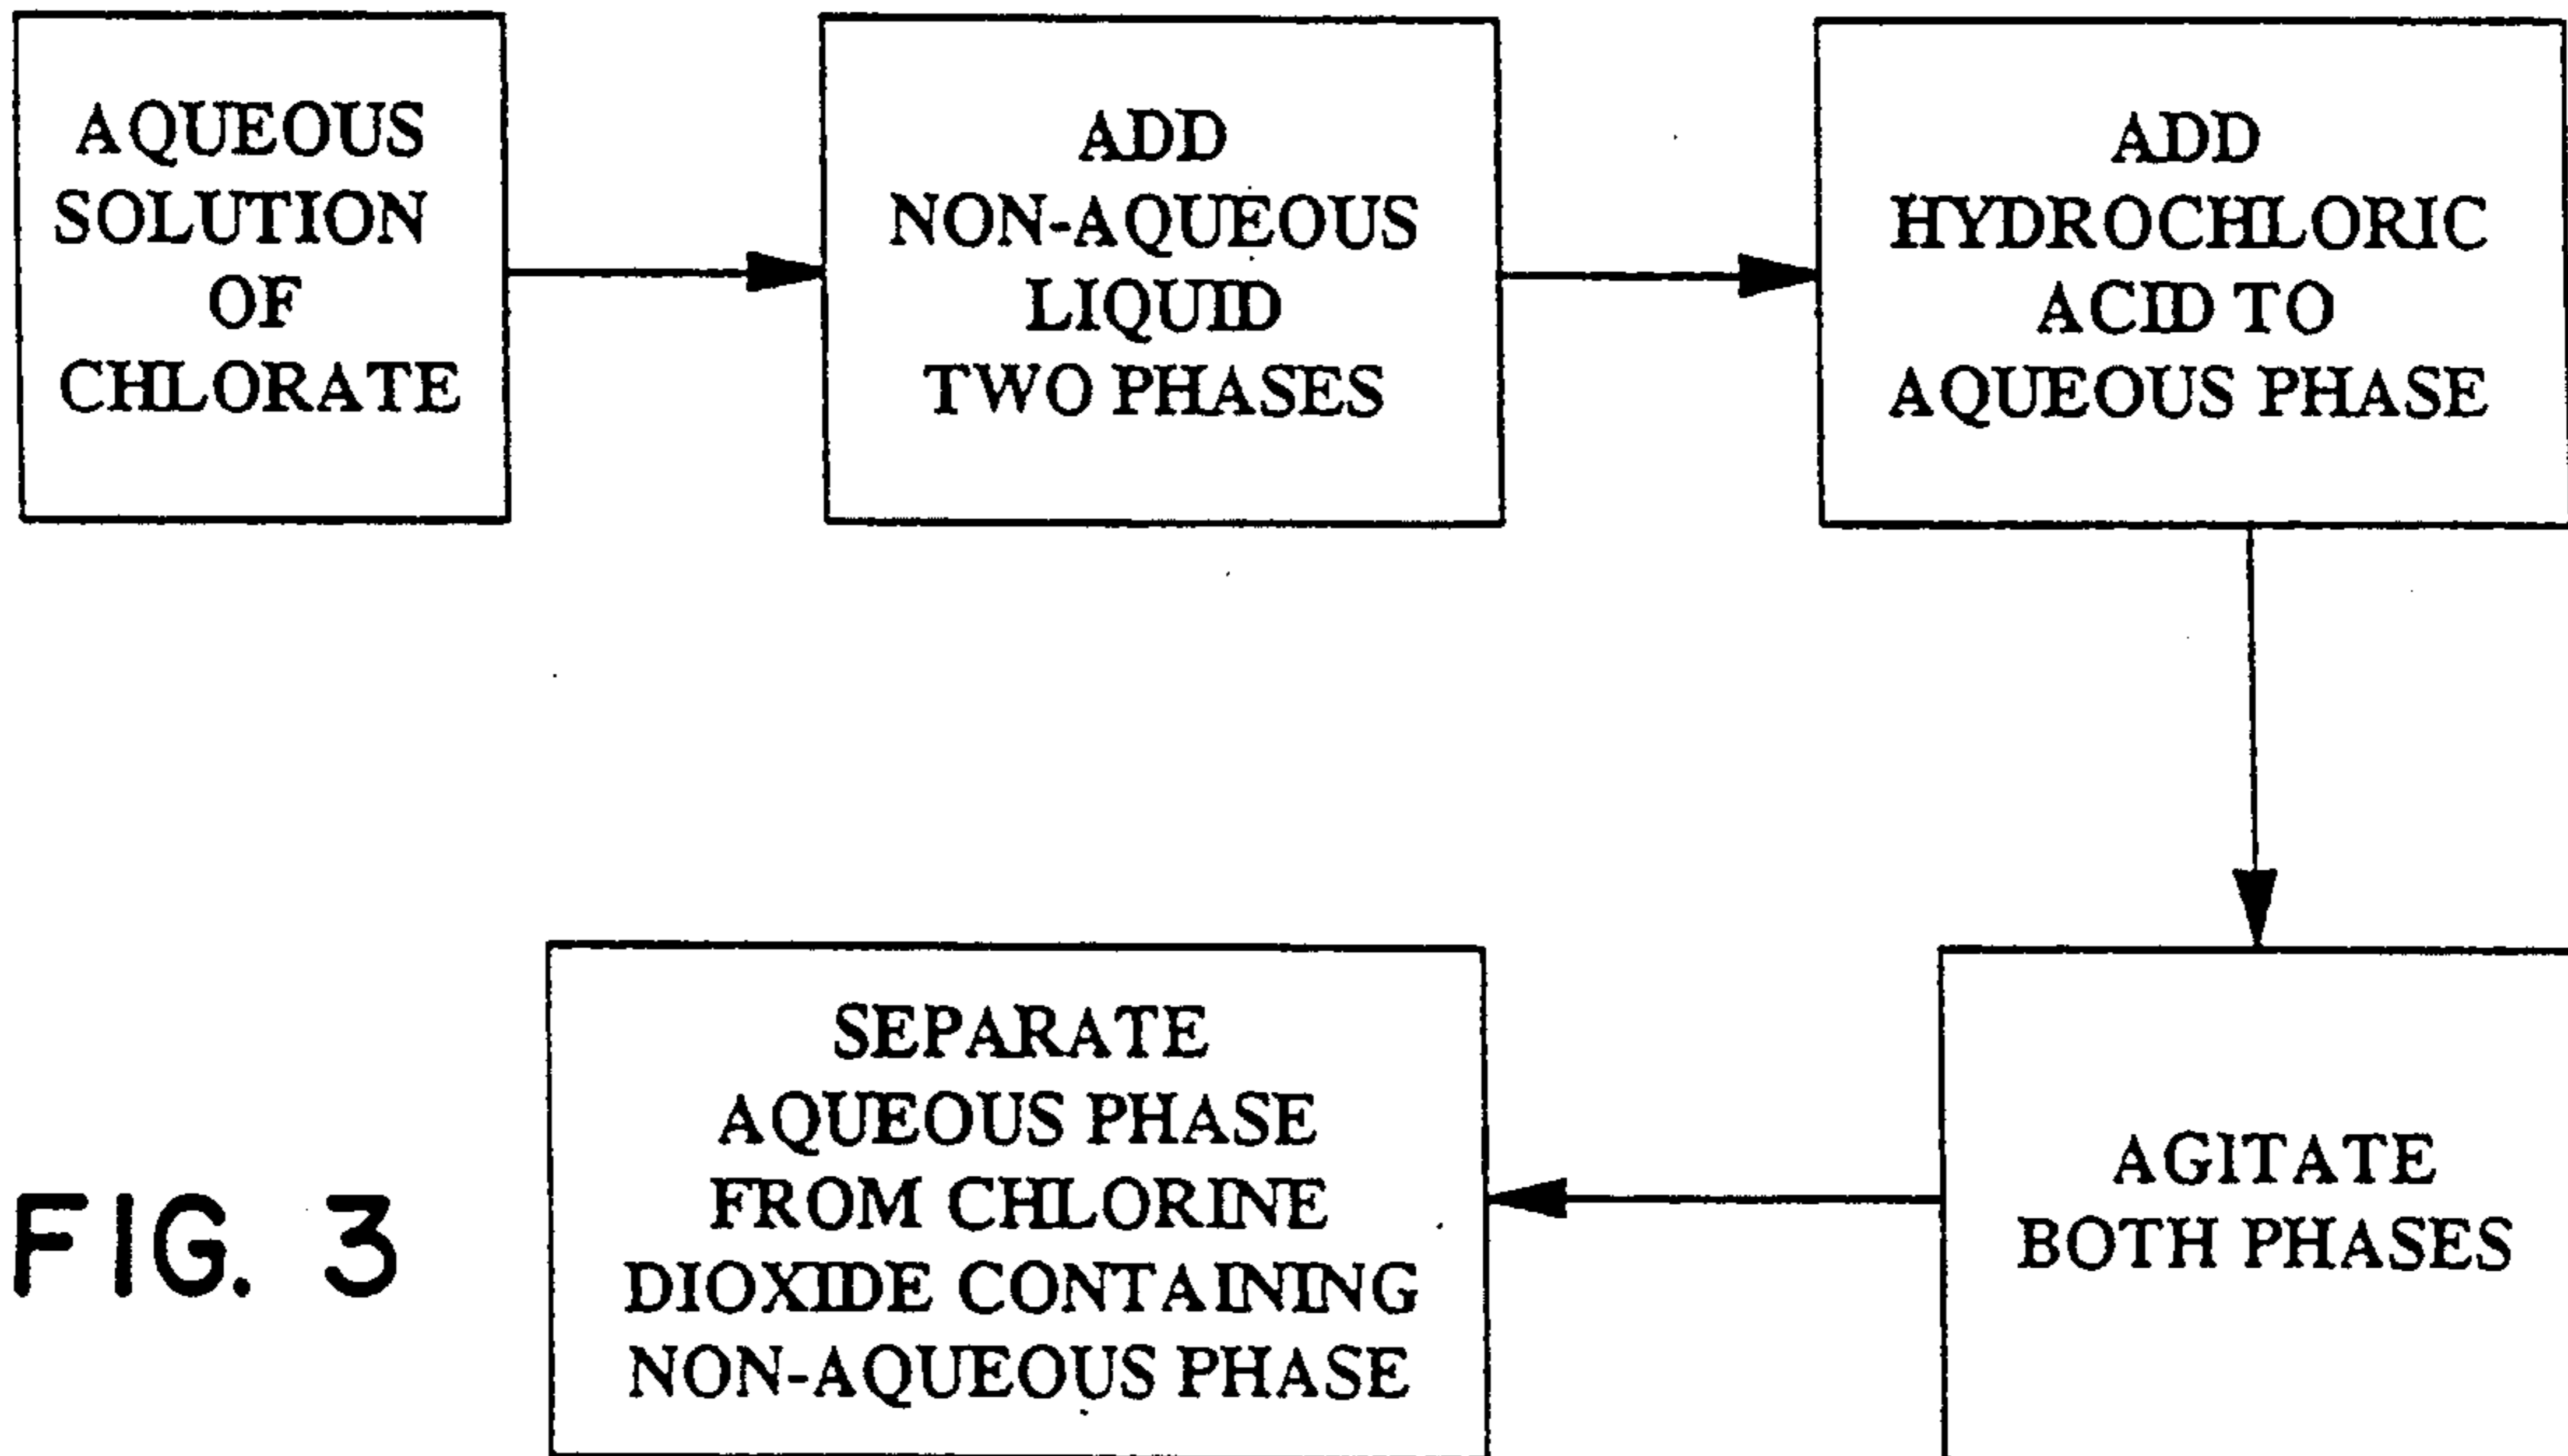 AQUEOUS
SOLUTION
OF
CHLORATE
ADD
NON-AQUEOUS
LIQUID
TWO PHASES
ADD
HYDROCHLORIC
ACID TO
AQUEOUS PHASE
AGITATE
BOTH PHASES
SEPARATE
AQUEOUS PHASE
FROM CHLORINE
DIOXIDE CONTAINING
NON-AQUEOUS PHASE
FIG. 3